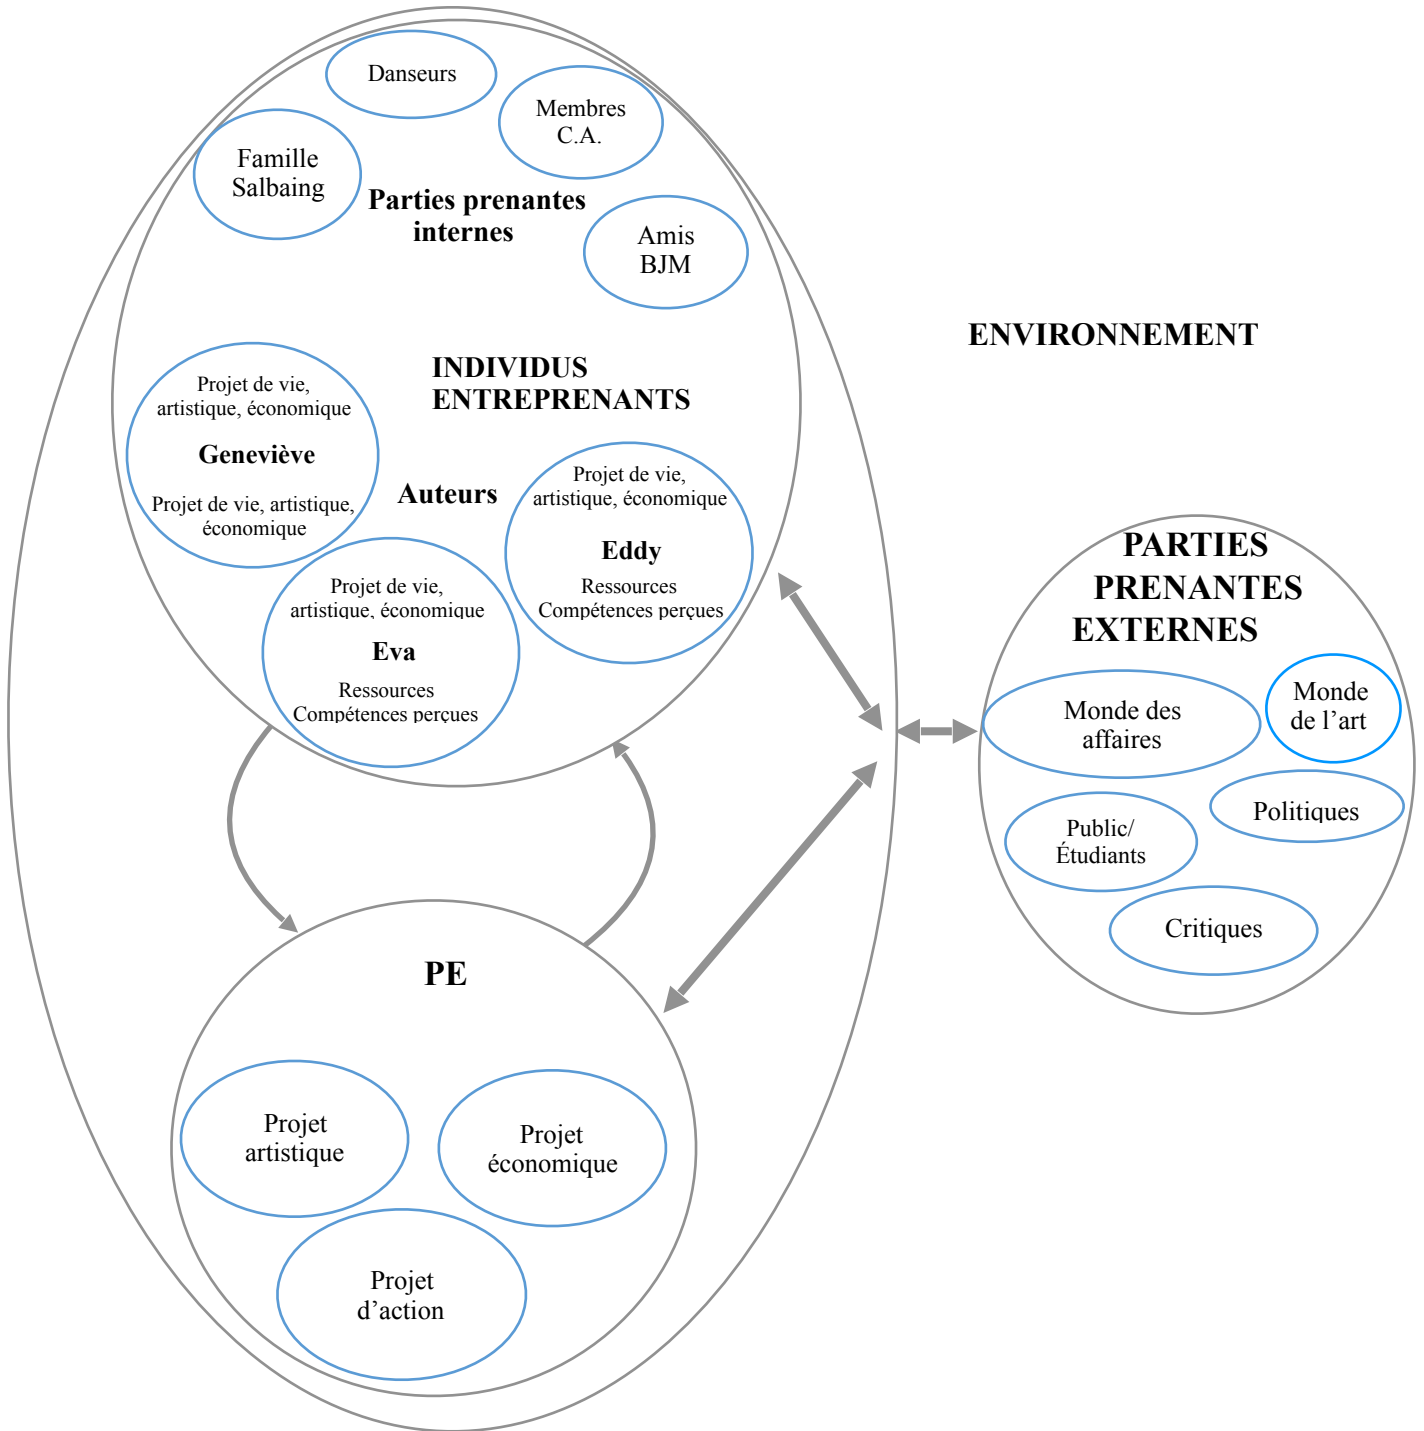 Danseurs
Membres
C.A.
Famille
Salbaing
Parties prenantes
internes
Amis
BJM
ENVIRONNEMENT
INDIVIDUS
ENTREPRENANTS
Projet de vie,
artistique, économique
Geneviève
Projet de vie, artistique,
économique
Auteurs
Projet de vie,
artistique, économique
Eddy
Ressources
Compétences perçues
Projet de vie,
artistique, économique
Eva
Ressources
Compétences perçues
PARTIES
PRENANTES
EXTERNES
Monde des
affaires
Monde
de l’art
Politiques
Public/
Étudiants
Critiques
PE
Projet
artistique
Projet
économique
Projet
d’action